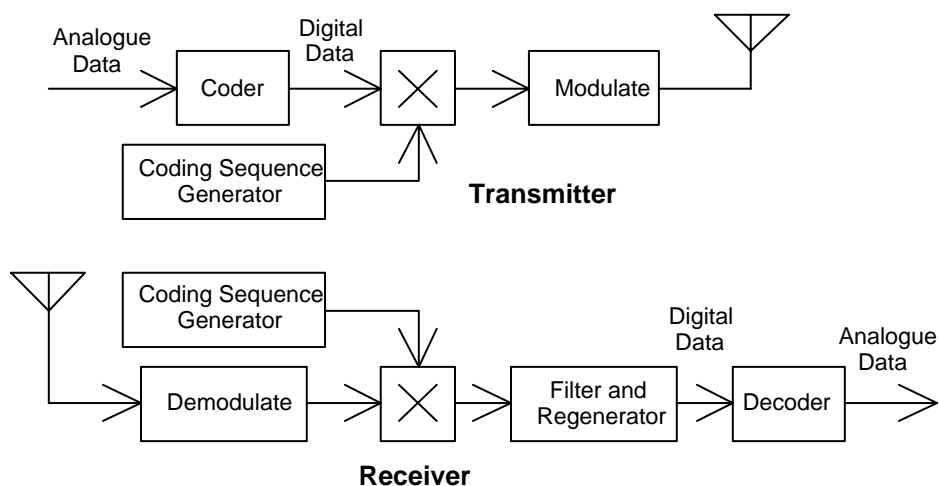 Analogue
Data
Digital
Data
Coder
Modulate
Coding Sequence
Generator
Transmitter
Coding Sequence
Generator
Digital
Data
Analogue
Data
Demodulate
Filter and
Regenerator
Decoder
Receiver